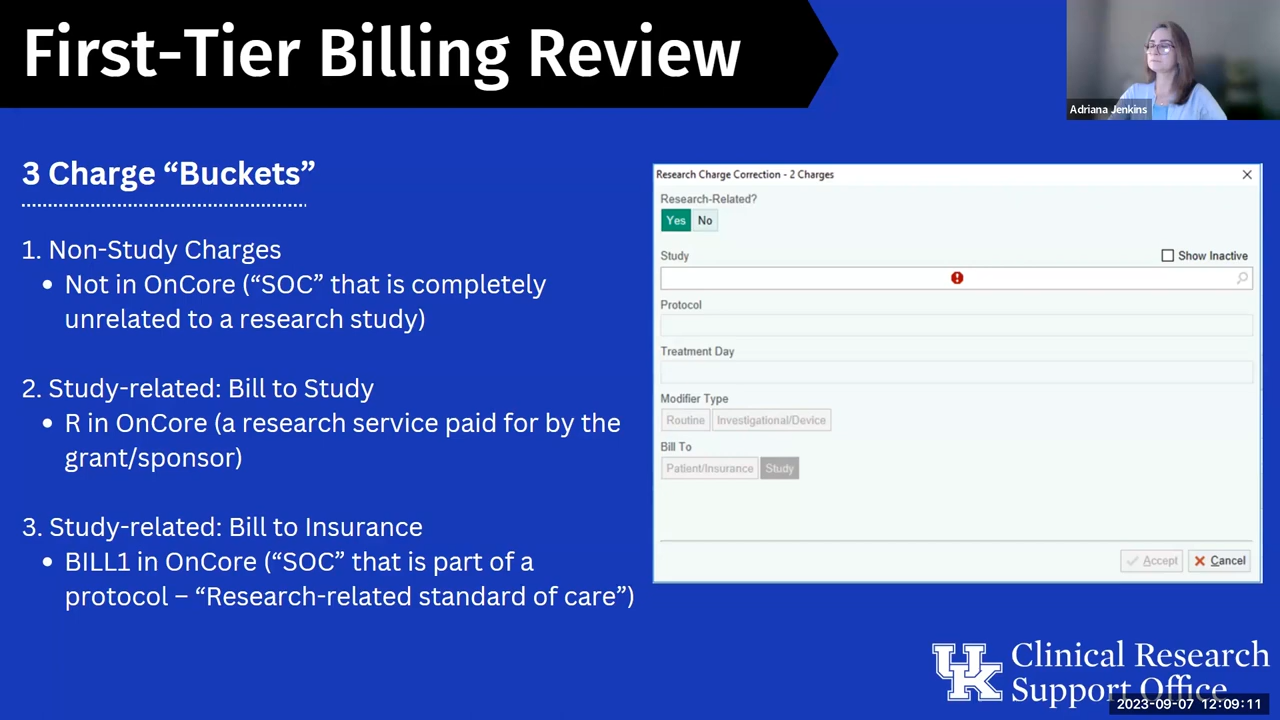 First-Tier Billing Review
Adriana Jenkins
3 Charge “Buckets”
1. Non-Study Charges
• Not in OnCore (“SOC” that is completely
unrelated to a research study)
2. Study-related: Bill to Study
• R in OnCore (a research service paid for by the
grant/sponsor)
3. Study-related: Bill to Insurance
• BILL1 in OnCore (“SOC” that is part of a
protocol – “Research-related standard of care”)
Research Charge Correction - 2 Charges
Research-Related?
Yes No
Study Show Inactive
Protocol
Treatment Day
Modifier Type
Routine Investigational/Device
Bill To
Patient/Insurance Study
Accept Cancel
UK Clinical Research
Support Office
2023-09-07 12:09:11